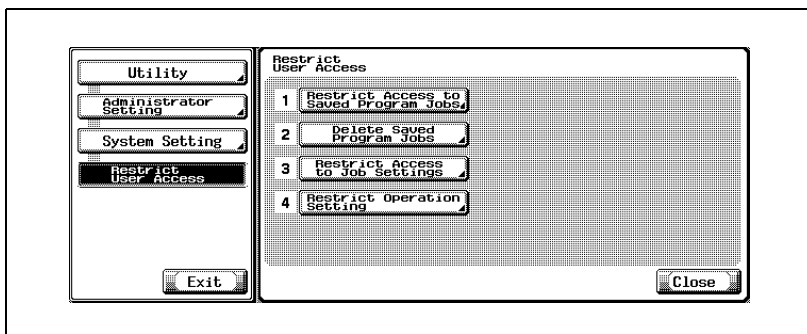 Utility
Administrator
Setting
System Setting
Restrict
User Access
Exit
Restrict
User Access
1 Restrict Access to
Saved Program Jobs
2 Delete Saved
Program Jobs
3 Restrict Access
to Job Settings
4 Restrict Operation
Setting
Close